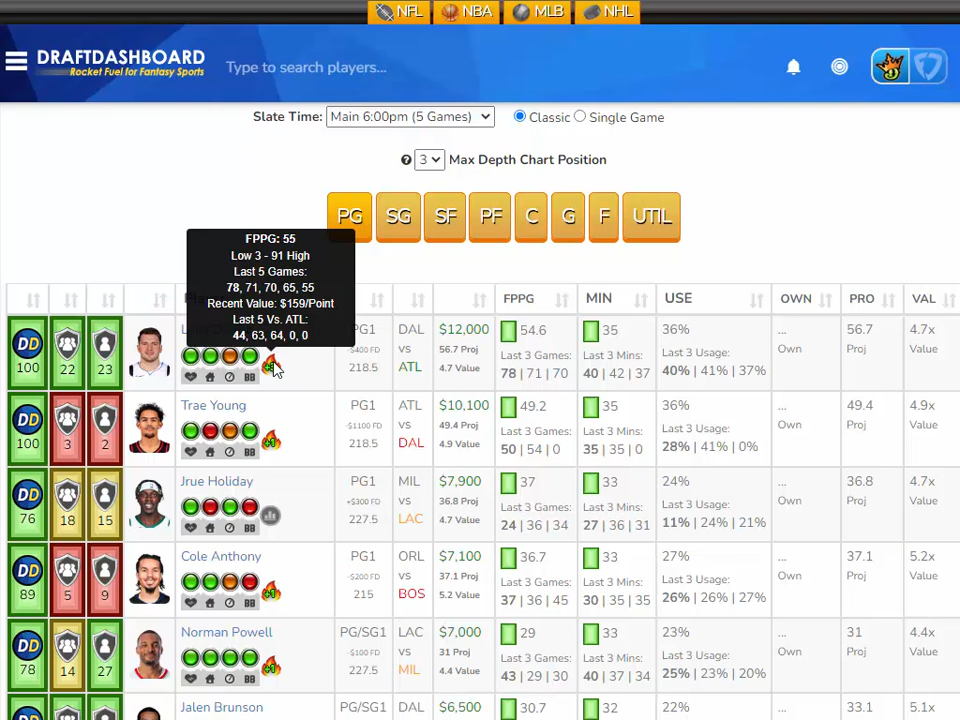 NFL NBA MLB NHL
DRAFTDASHBOARD
Rocket Fuel for Fantasy Sports
Type to search players...
Slate Time: Main 6:00pm (5 Games) Classic Single Game
3 Max Depth Chart Position
PG SG SF PF C G F UTIL
FPPG: 55
Low 3 - 91 High
Last 5 Games:
78, 71, 70, 65, 55
Recent Value: $159/Point
Last 5 Vs. ATL:
44, 63, 64, 0, 0
FPPG MIN USE OWN PRO VAL
DD 100 22 23 PG1 DAL $12,000 54.6 35 36% ... 56.7 4.7x
-$400 FD VS 56.7 Proj Last 3 Games: Last 3 Mins: Last 3 Usage: Own Proj Value
218.5 ATL 4.7 Value 78 | 71 | 70 40 | 42 | 37 40% | 41% | 37%
BB
DD 100 3 2 Trae Young PG1 ATL $10,100 49.2 35 36% ... 49.4 4.9x
-$1100 FD VS 49.4 Proj Last 3 Games: Last 3 Mins: Last 3 Usage: Own Proj Value
218.5 DAL 4.9 Value 50 | 54 | 0 35 | 35 | 0 28% | 41% | 0%
BB
DD 76 18 15 Jrue Holiday PG1 MIL $7,900 37 33 24% ... 36.8 4.7x
+$300 FD VS 36.8 Proj Last 3 Games: Last 3 Mins: Last 3 Usage: Own Proj Value
227.5 LAC 4.7 Value 24 | 36 | 34 27 | 36 | 31 11% | 24% | 21%
BB
DD 89 5 9 Cole Anthony PG1 ORL $7,100 36.7 33 27% ... 37.1 5.2x
-$200 FD VS 37.1 Proj Last 3 Games: Last 3 Mins: Last 3 Usage: Own Proj Value
215 BOS 5.2 Value 37 | 36 | 45 30 | 35 | 35 26% | 26% | 27%
BB
DD 78 14 27 Norman Powell PG/SG1 LAC $7,000 29 33 23% ... 31 4.4x
-$100 FD VS 31 Proj Last 3 Games: Last 3 Mins: Last 3 Usage: Own Proj Value
227.5 MIL 4.4 Value 43 | 29 | 30 40 | 37 | 34 25% | 23% | 20%
BB
Jalen Brunson PG/SG1 DAL $6,500 30.7 32 22% ... 33.1 5.1x